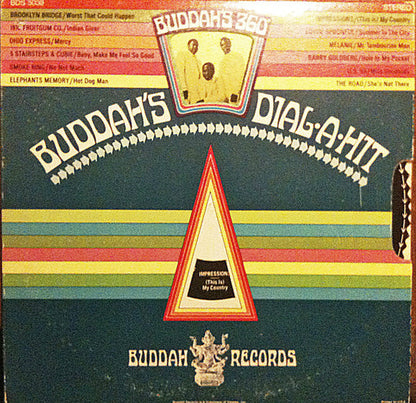 BDS 5039
STEREO
BUDDAH'S 360°
BROOKLYN BRIDGE/Worst That Could Happen
IMPRESSIONS/(This is) My Country
1910 FRUITGUM CO./Indian Giver
LOVIN' SPOONFUL/Summer In The City
OHIO EXPRESS/Mercy
MELANIE/Mr. Tambourine Man
5 STAIRSTEPS & CUBIE/Baby, Make Me Feel So Good
BARRY GOLDBERG/Hole In My Pocket
SMOKE RING/No Not Much
ELEPHANTS MEMORY/Hot Dog Man
THE ROAD/She's Not There
BUDDAH'S DIAL-A-HIT
IMPRESSION
(This is)
My Country
BUDDAH RECORDS